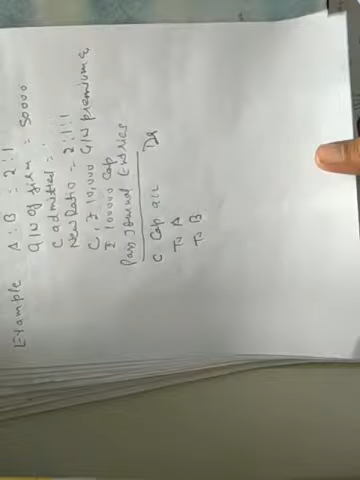 Example A : B : 2 : 1
G/W of firm = 50000
C admitted =
New Ratio - 2 : 1 : 1
C, ₹ 10,000 G/W premium &
₹ 100000 Cap
Pass Journal Entries
C Cap a/c Dr
To A
To B